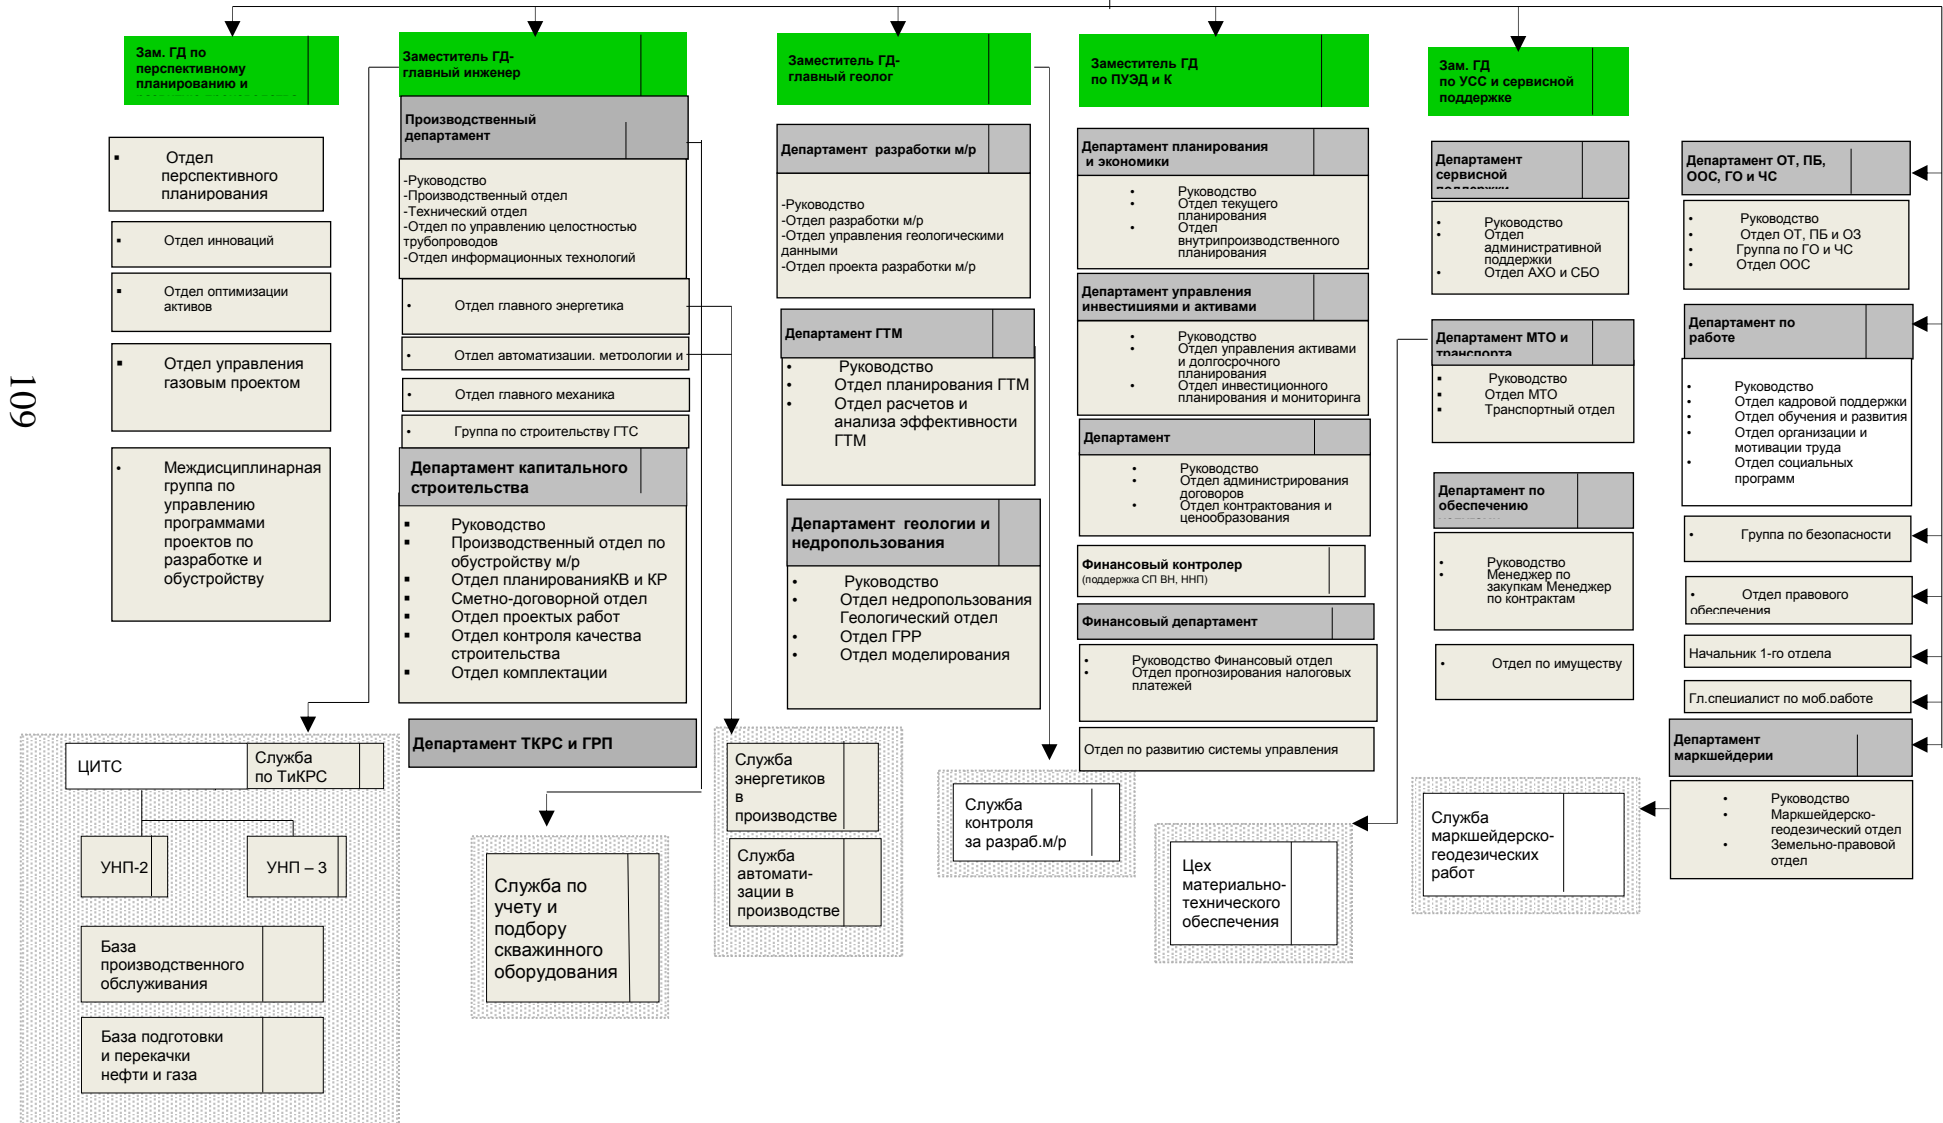 109
Зам. ГД по
перспективному
планированию и
Отдел
перспективного
планирования
Отдел инноваций
Отдел оптимизации
активов
Отдел управления
газовым проектом
Междисциплинарная
группа по
управлению
программами
проектов по
разработке и
обустройству
Заместитель ГД-
главный инженер
Производственный
департамент
-Руководство
-Производственный отдел
-Технический отдел
-Отдел по управлению целостностью
трубопроводов
-Отдел информационных технологий
Отдел главного энергетика
Отдел автоматизации, метрологии и
Отдел главного механика
Группа по строительству ГТС
Департамент капитального
строительства
Руководство
Производственный отдел по
обустройству м/р
Отдел планированияКВ и КР
Сметно-договорной отдел
Отдел проектых работ
Отдел контроля качества
строительства
Отдел комплектации
Департамент ТКРС и ГРП
ЦИТС
Служба
по ТиКРС
УНП-2
УНП – 3
База
производственного
обслуживания
База подготовки
и перекачки
нефти и газа
Служба по
учету и
подбору
скважинного
оборудования
Служба
энергетиков
в
производстве
Служба
автомати-
зации в
производстве
Заместитель ГД-
главный геолог
Департамент разработки м/р
-Руководство
-Отдел разработки м/р
-Отдел управления геологическими
данными
-Отдел проекта разработки м/р
Департамент ГТМ
Руководство
Отдел планирования ГТМ
Отдел расчетов и
анализа эффективности
ГТМ
Департамент геологии и
недропользования
Руководство
Отдел недропользования
Геологический отдел
Отдел ГРР
Отдел моделирования
Служба
контроля
за разраб.м/р
Заместитель ГД
по ПУЭД и К
Департамент планирования
и экономики
Руководство
Отдел текущего
планирования
Отдел
внутрипроизводственного
планирования
Департамент управления
инвестициями и активами
Руководство
Отдел управления активами
и долгосрочного
планирования
Отдел инвестиционного
планирования и мониторинга
Департамент
Руководство
Отдел администрирования
договоров
Отдел контрактования и
ценообразования
Финансовый контролер
(поддержка СП ВН, ННП)
Финансовый департамент
Руководство Финансовый отдел
Отдел прогнозирования налоговых
платежей
Отдел по развитию системы управления
Цех
материально-
технического
обеспечения
Зам. ГД
по УСС и сервисной
поддержке
Департамент
сервисной
поддержки
Руководство
Отдел
административной
поддержки
Отдел АХО и СБО
Департамент МТО и
транспорта
Руководство
Отдел МТО
Транспортный отдел
Департамент по
обеспечению
Руководство
Менеджер по
закупкам Менеджер
по контрактам
Отдел по имуществу
Служба
маркшейдерско-
геодезических
работ
Департамент ОТ, ПБ,
ООС, ГО и ЧС
Руководство
Отдел ОТ, ПБ и ОЗ
Группа по ГО и ЧС
Отдел ООС
Департамент по
работе
Руководство
Отдел кадровой поддержки
Отдел обучения и развития
Отдел организации и
мотивации труда
Отдел социальных
программ
Группа по безопасности
Отдел правового
обеспечения
Начальник 1-го отдела
Гл.специалист по моб.работе
Департамент
маркшейдерии
Руководство
Маркшейдерско-
геодезический отдел
Земельно-правовой
отдел